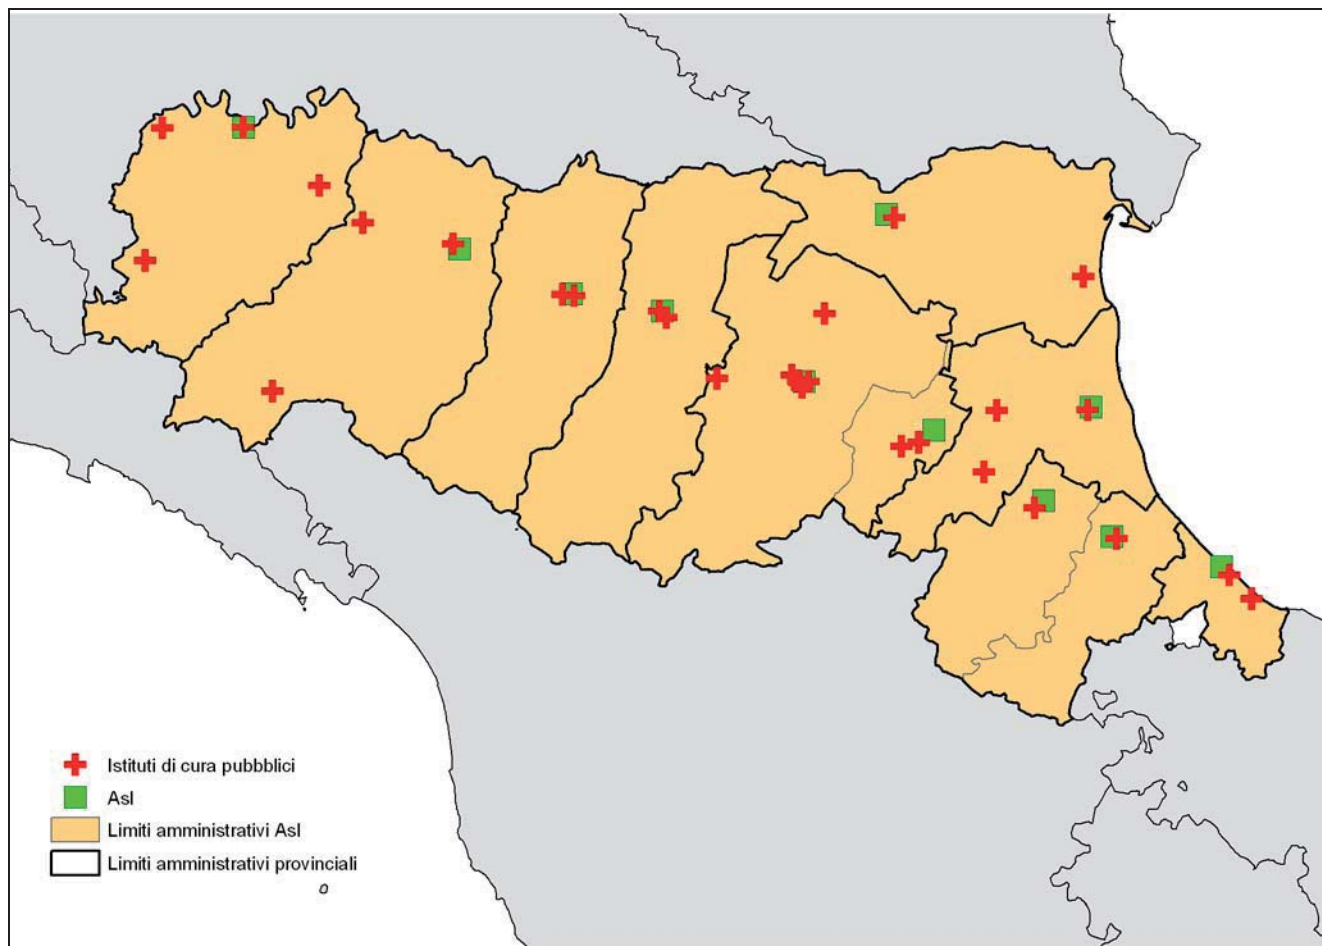 Istituti di cura pubbblici
Asl
Limiti amministrativi Asl
Limiti amministrativi provinciali